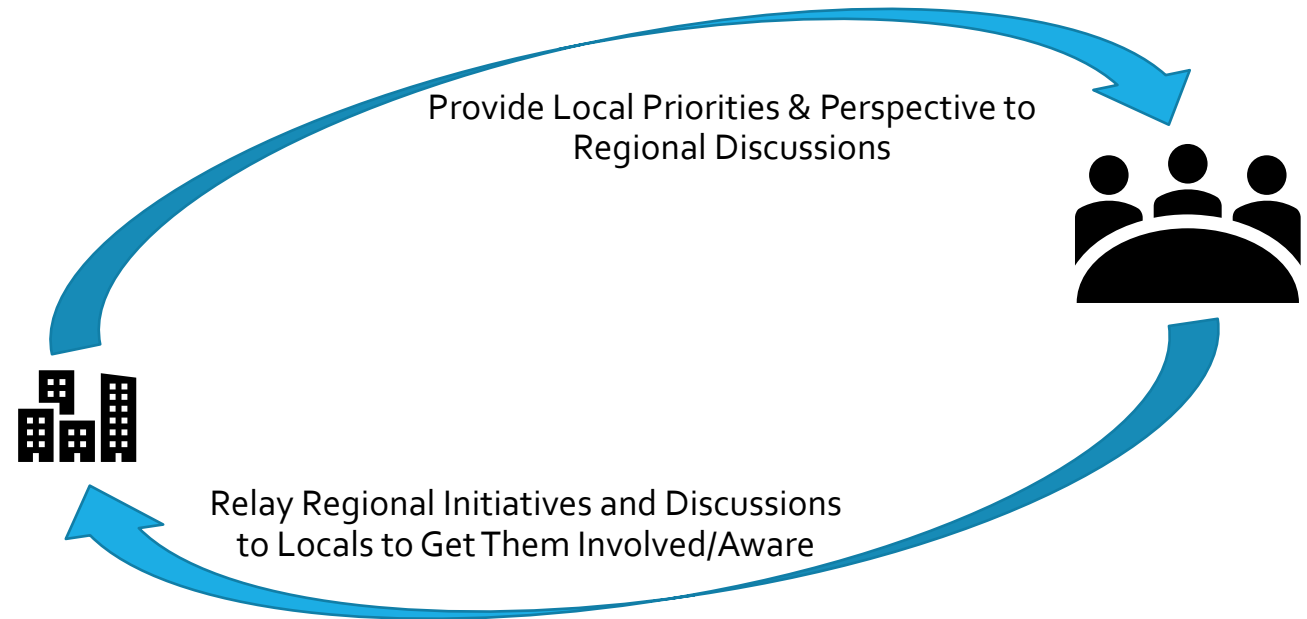 Provide Local Priorities & Perspective to
Regional Discussions
Relay Regional Initiatives and Discussions
to Locals to Get Them Involved/Aware